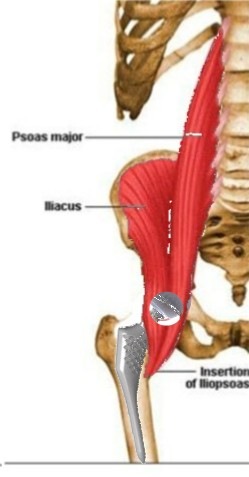 Psoas major
Iliacus
Insertion
of Iliopsoas